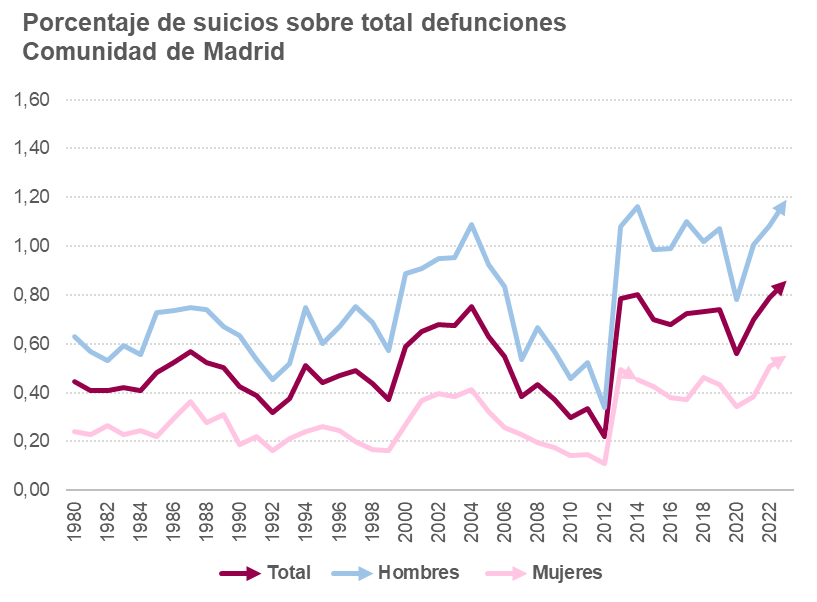 Porcentaje de suicios sobre total defunciones
Comunidad de Madrid
1,60
1,40
1,20
1,00
0,80
0,60
0,40
0,20
0,00
1980 1982 1984 1986 1988 1990 1992 1994 1996 1998 2000 2002 2004 2006 2008 2010 2012 2014 2016 2018 2020 2022
Total Hombres Mujeres